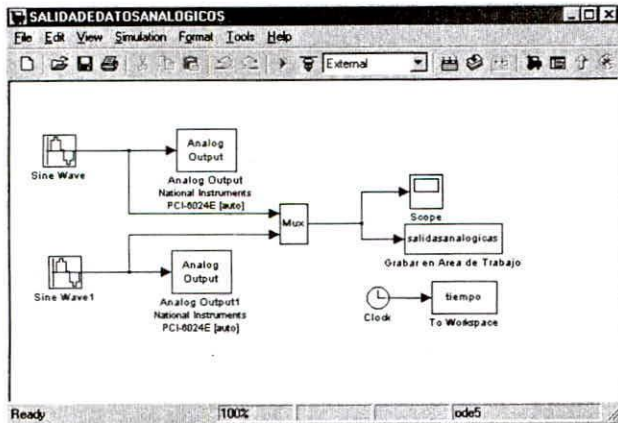 SALIDADEDATOSANALOGICOS
File Edit View Simulation Format Tools Help
External
Analog
Output
Sine Wave
Analog Output
National Instruments
PCI-6024E [auto]
Mux
Scope
salidasanalogicas
Grabar en Area de Trabajo
Analog
Output
Sine Wave1
Analog Output1
National Instruments
PCI-6024E [auto]
tiempo
Clock
To Workspace
Ready 100% ode5